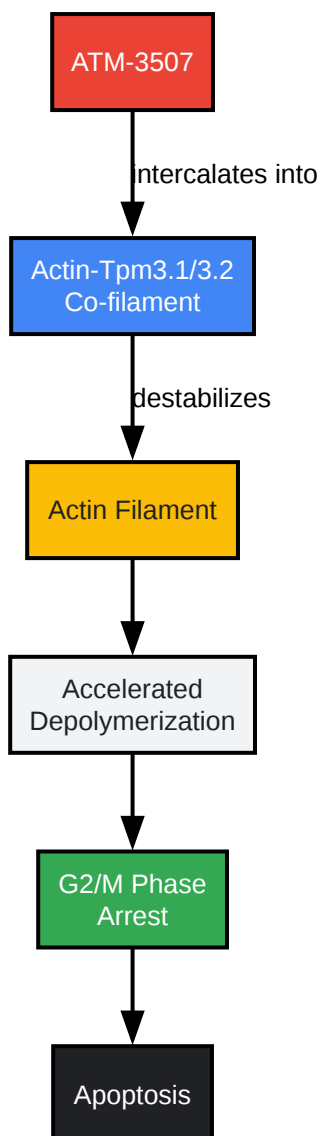 ATM-3507
intercalates into
Actin-Tpm3.1/3.2
Co-filament
destabilizes
Actin Filament
Accelerated
Depolymerization
G2/M Phase
Arrest
Apoptosis